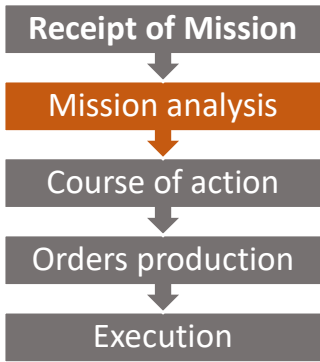 Receipt of Mission
Mission analysis
Course of action
Orders production
Execution